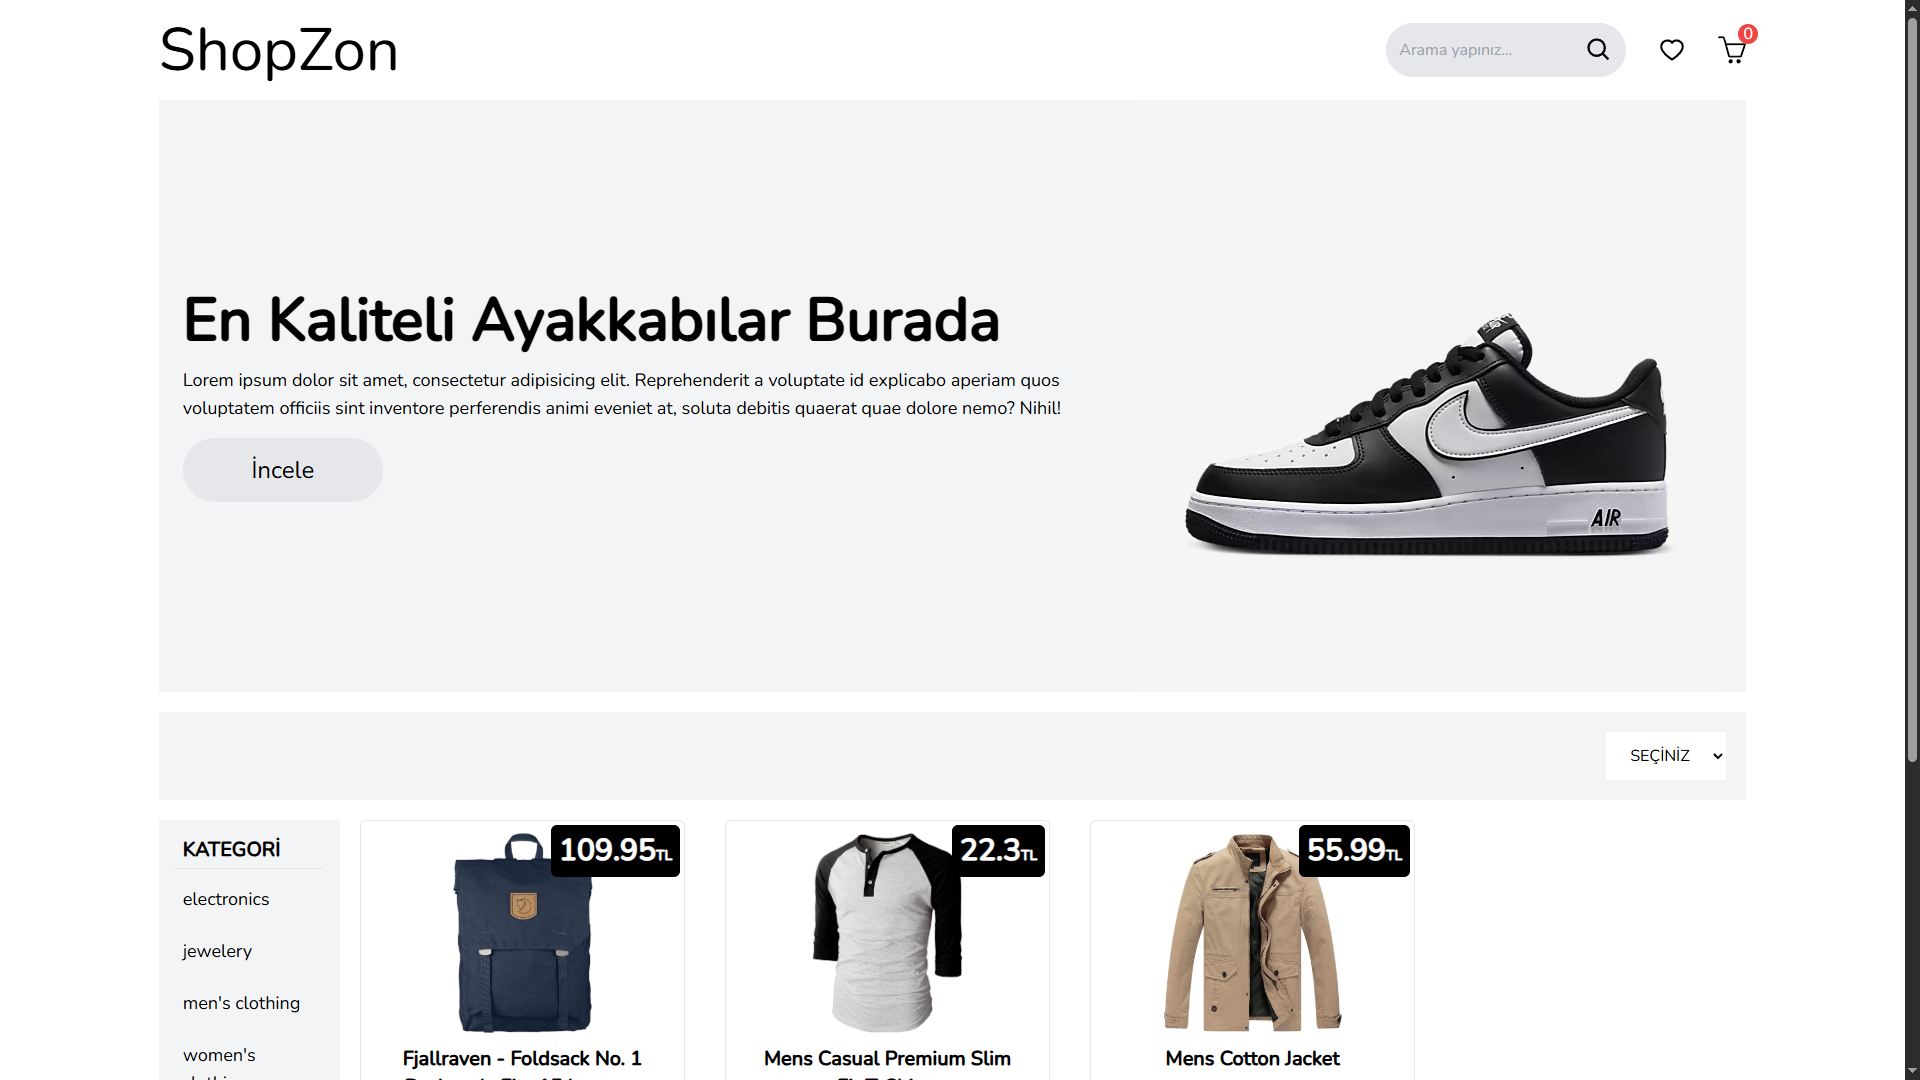 ShopZon
Arama yapınız...
0
En Kaliteli Ayakkabılar Burada
Lorem ipsum dolor sit amet, consectetur adipisicing elit. Reprehenderit a voluptate id explicabo aperiam quos
voluptatem officiis sint inventore perferendis animi eveniet at, soluta debitis quaerat quae dolore nemo? Nihil!
İncele
AIR
SEÇİNİZ
KATEGORİ
electronics
jewelery
men's clothing
women's
109.95TL
Fjallraven - Foldsack No. 1
22.3TL
Mens Casual Premium Slim
55.99TL
Mens Cotton Jacket